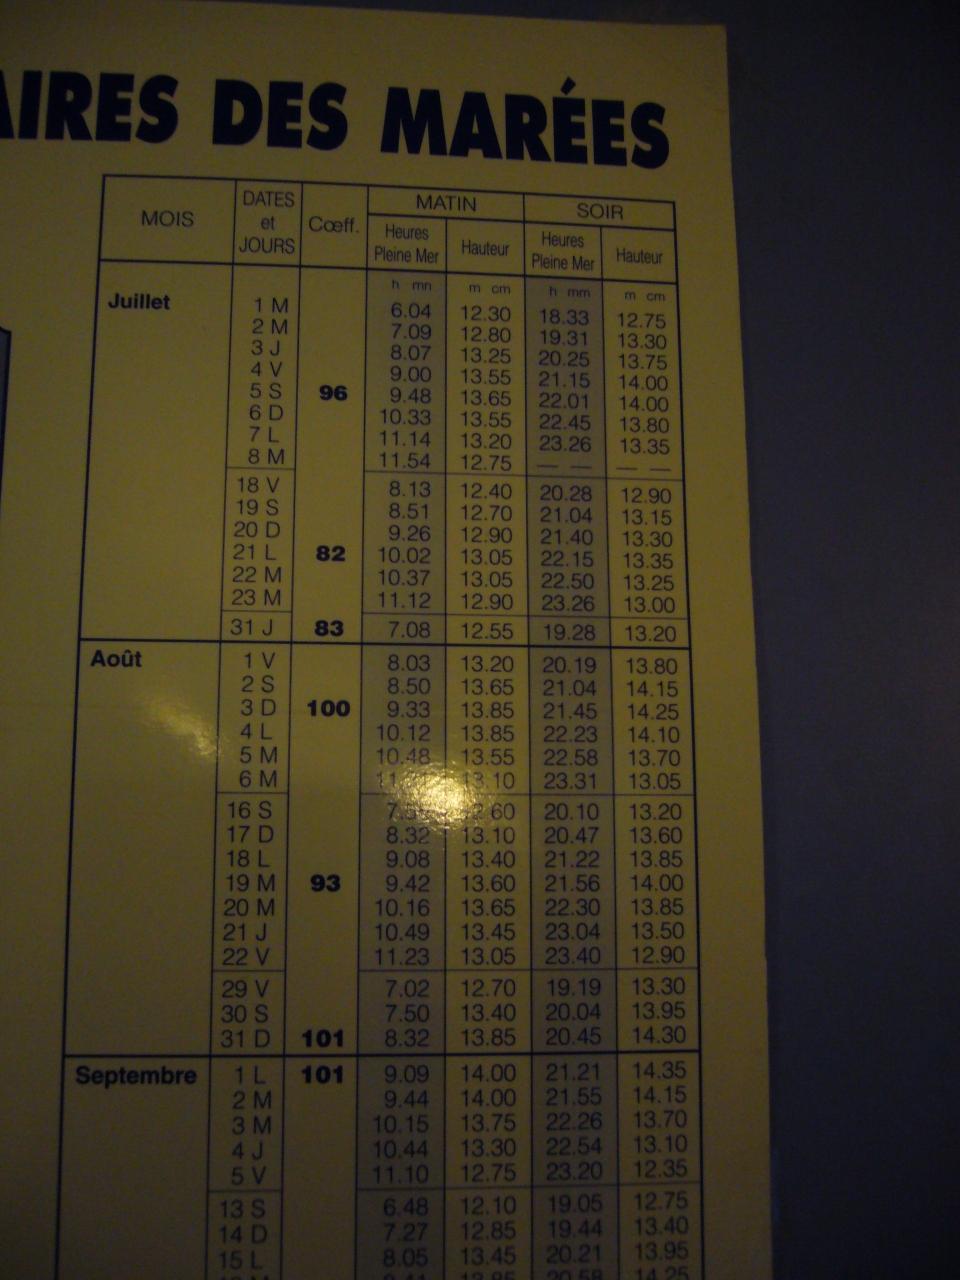 AIRES DES MARÉES
MOIS DATES et JOURS Cœff. MATIN SOIR
Heures Pleine Mer Hauteur Heures Pleine Mer Hauteur
h mn m cm h mm m cm
Juillet
1 M 6.04 12.30 18.33 12.75
2 M 7.09 12.80 19.31 13.30
3 J 8.07 13.25 20.25 13.75
4 V 9.00 13.55 21.15 14.00
5 S 96 9.48 13.65 22.01 14.00
6 D 10.33 13.55 22.45 13.80
7 L 11.14 13.20 23.26 13.35
8 M 11.54 12.75 — — — —
18 V 8.13 12.40 20.28 12.90
19 S 8.51 12.70 21.04 13.15
20 D 9.26 12.90 21.40 13.30
21 L 82 10.02 13.05 22.15 13.35
22 M 10.37 13.05 22.50 13.25
23 M 11.12 12.90 23.26 13.00
31 J 83 7.08 12.55 19.28 13.20
Août 1 V 8.03 13.20 20.19 13.80
2 S 8.50 13.65 21.04 14.15
3 D 100 9.33 13.85 21.45 14.25
4 L 10.12 13.85 22.23 14.10
5 M 10.48 13.55 22.58 13.70
6 M 13.10 23.31 13.05
16 S 20.10 13.20
17 D 8.32 13.10 20.47 13.60
18 L 9.08 13.40 21.22 13.85
19 M 93 9.42 13.60 21.56 14.00
20 M 10.16 13.65 22.30 13.85
21 J 10.49 13.45 23.04 13.50
22 V 11.23 13.05 23.40 12.90
29 V 7.02 12.70 19.19 13.30
30 S 7.50 13.40 20.04 13.95
31 D 101 8.32 13.85 20.45 14.30
Septembre 1 L 101 9.09 14.00 21.21 14.35
2 M 9.44 14.00 21.55 14.15
3 M 10.15 13.75 22.26 13.70
4 J 10.44 13.30 22.54 13.10
5 V 11.10 12.75 23.20 12.35
13 S 6.48 12.10 19.05 12.75
14 D 7.27 12.85 19.44 13.40
15 L 8.05 13.45 20.21 13.95
20.58 14.25